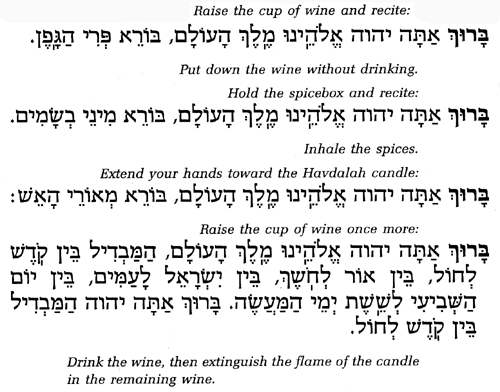 Raise the cup of wine and recite:
בָּרוּךְ אַתָּה יהוה אֱלֹהֵֽינוּ מֶֽלֶךְ הָעוֹלָם, בּוֹרֵא פְּרִי הַגָּֽפֶן.
Put down the wine without drinking.
Hold the spicebox and recite:
בָּרוּךְ אַתָּה יהוה אֱלֹהֵֽינוּ מֶֽלֶךְ הָעוֹלָם, בּוֹרֵא מִינֵי בְשָׂמִים.
Inhale the spices.
Extend your hands toward the Havdalah candle:
בָּרוּךְ אַתָּה יהוה אֱלֹהֵֽינוּ מֶֽלֶךְ הָעוֹלָם, בּוֹרֵא מְאוֹרֵי הָאֵשׁ:
Raise the cup of wine once more:
בָּרוּךְ אַתָּה יהוה אֱלֹהֵֽינוּ מֶֽלֶךְ הָעוֹלָם, הַמַּבְדִּיל בֵּין קֹֽדֶשׁ
לְחוֹל, בֵּין אוֹר לְחֹֽשֶׁךְ, בֵּין יִשְׂרָאֵל לָעַמִּים, בֵּין יוֹם
הַשְּׁבִיעִי לְשֵֽׁשֶׁת יְמֵי הַמַּעֲשֶׂה. בָּרוּךְ אַתָּה יהוה הַמַּבְדִּיל
בֵּין קֹֽדֶשׁ לְחוֹל.
Drink the wine, then extinguish the flame of the candle
in the remaining wine.